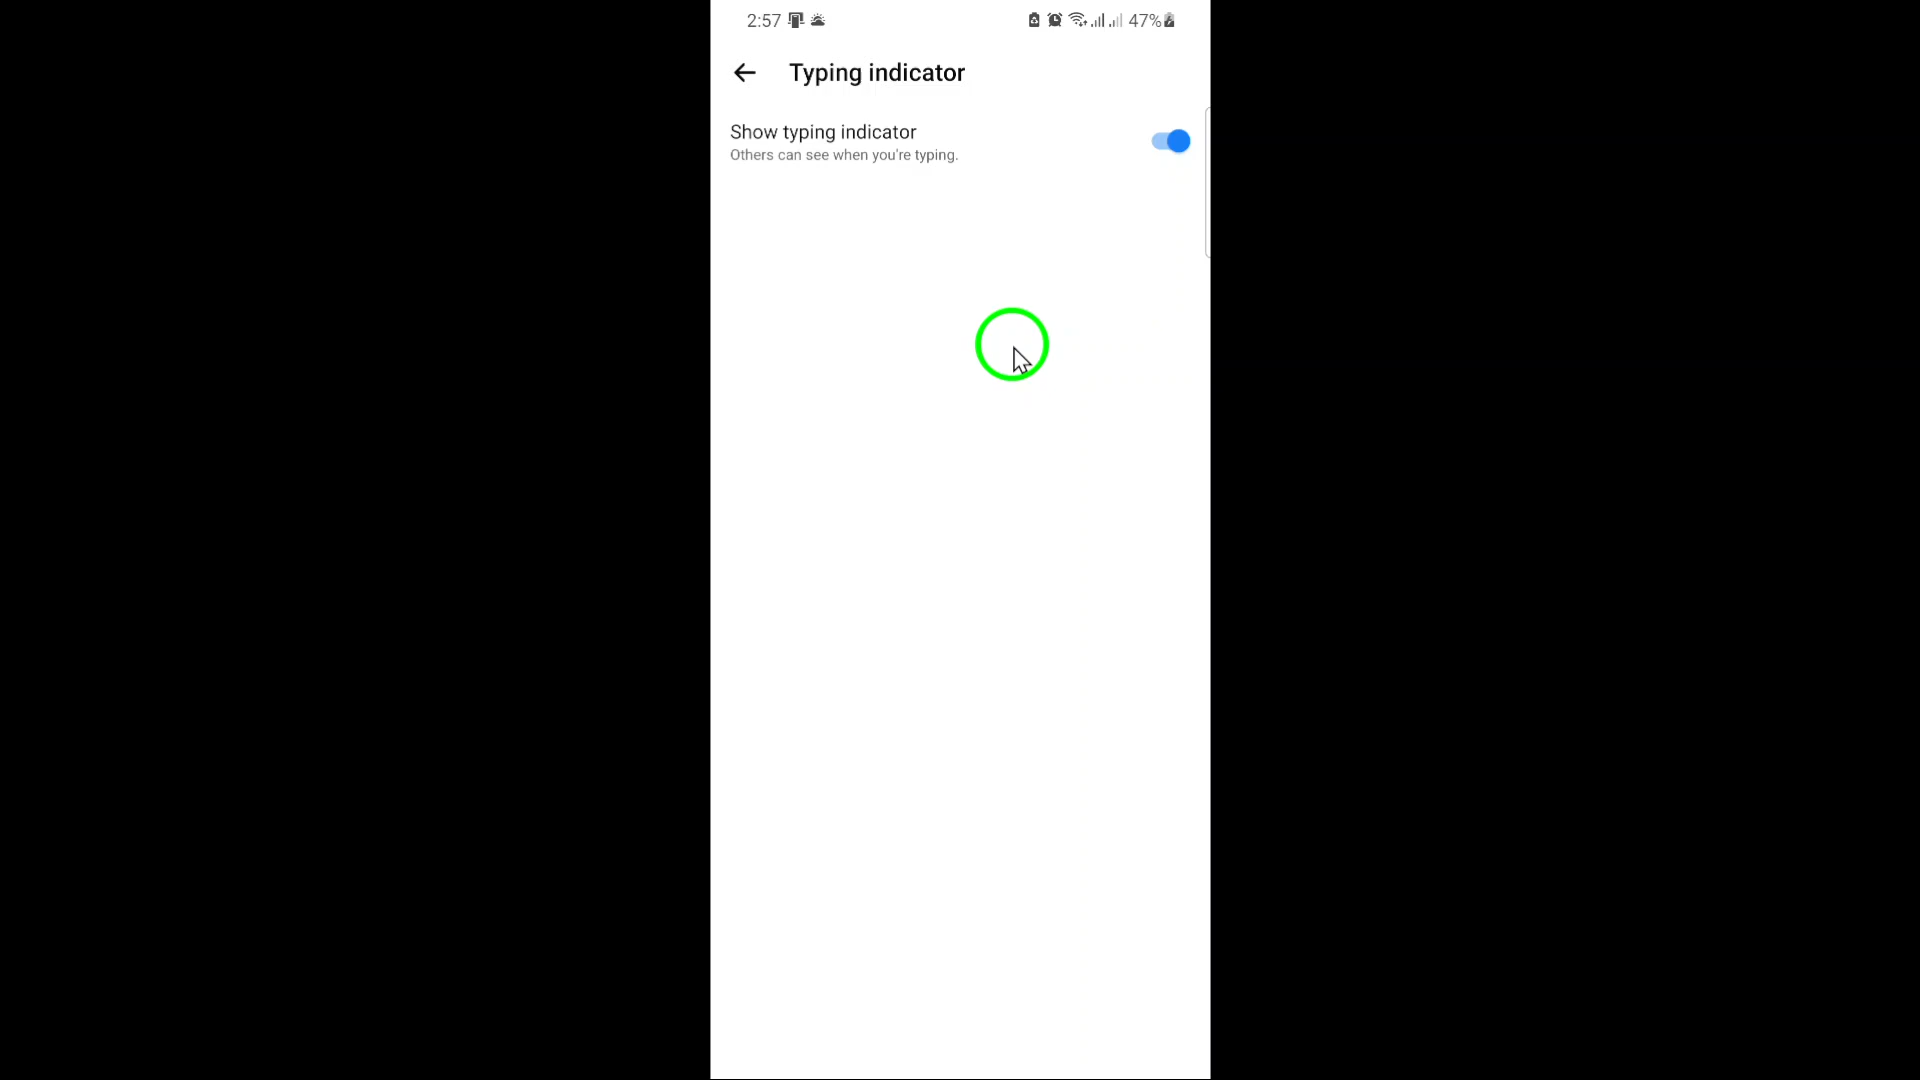 2:57 47%
Typing indicator
Show typing indicator
Others can see when you're typing.